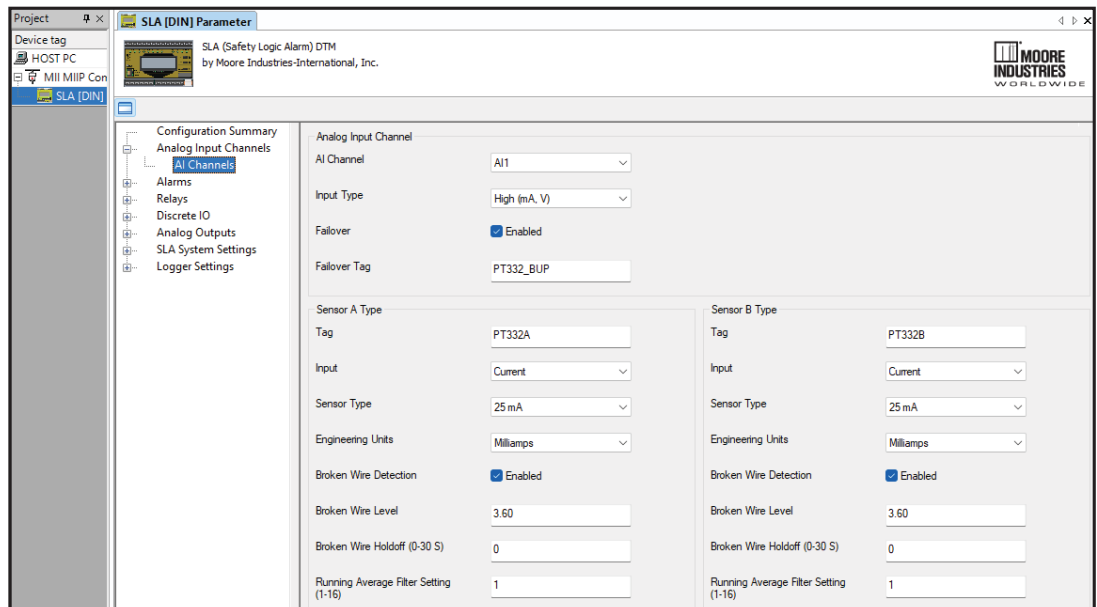 Project
SLA [DIN] Parameter
Device tag
HOST PC
MII MIIP Con
SLA [DIN]
SLA (Safety Logic Alarm) DTM
by Moore Industries-International, Inc.
MOORE
INDUSTRIES
WORLDWIDE
Configuration Summary
Analog Input Channels
AI Channels
Alarms
Relays
Discrete IO
Analog Outputs
SLA System Settings
Logger Settings
Analog Input Channel
AI Channel
AI1
Input Type
High (mA, V)
Failover
Enabled
Failover Tag
PT332_BUP
Sensor A Type
Tag
PT332A
Input
Current
Sensor Type
25 mA
Engineering Units
Milliamps
Broken Wire Detection
Enabled
Broken Wire Level
3.60
Broken Wire Holdoff (0-30 S)
0
Running Average Filter Setting
(1-16)
1
Sensor B Type
Tag
PT332B
Input
Current
Sensor Type
25 mA
Engineering Units
Milliamps
Broken Wire Detection
Enabled
Broken Wire Level
3.60
Broken Wire Holdoff (0-30 S)
0
Running Average Filter Setting
(1-16)
1